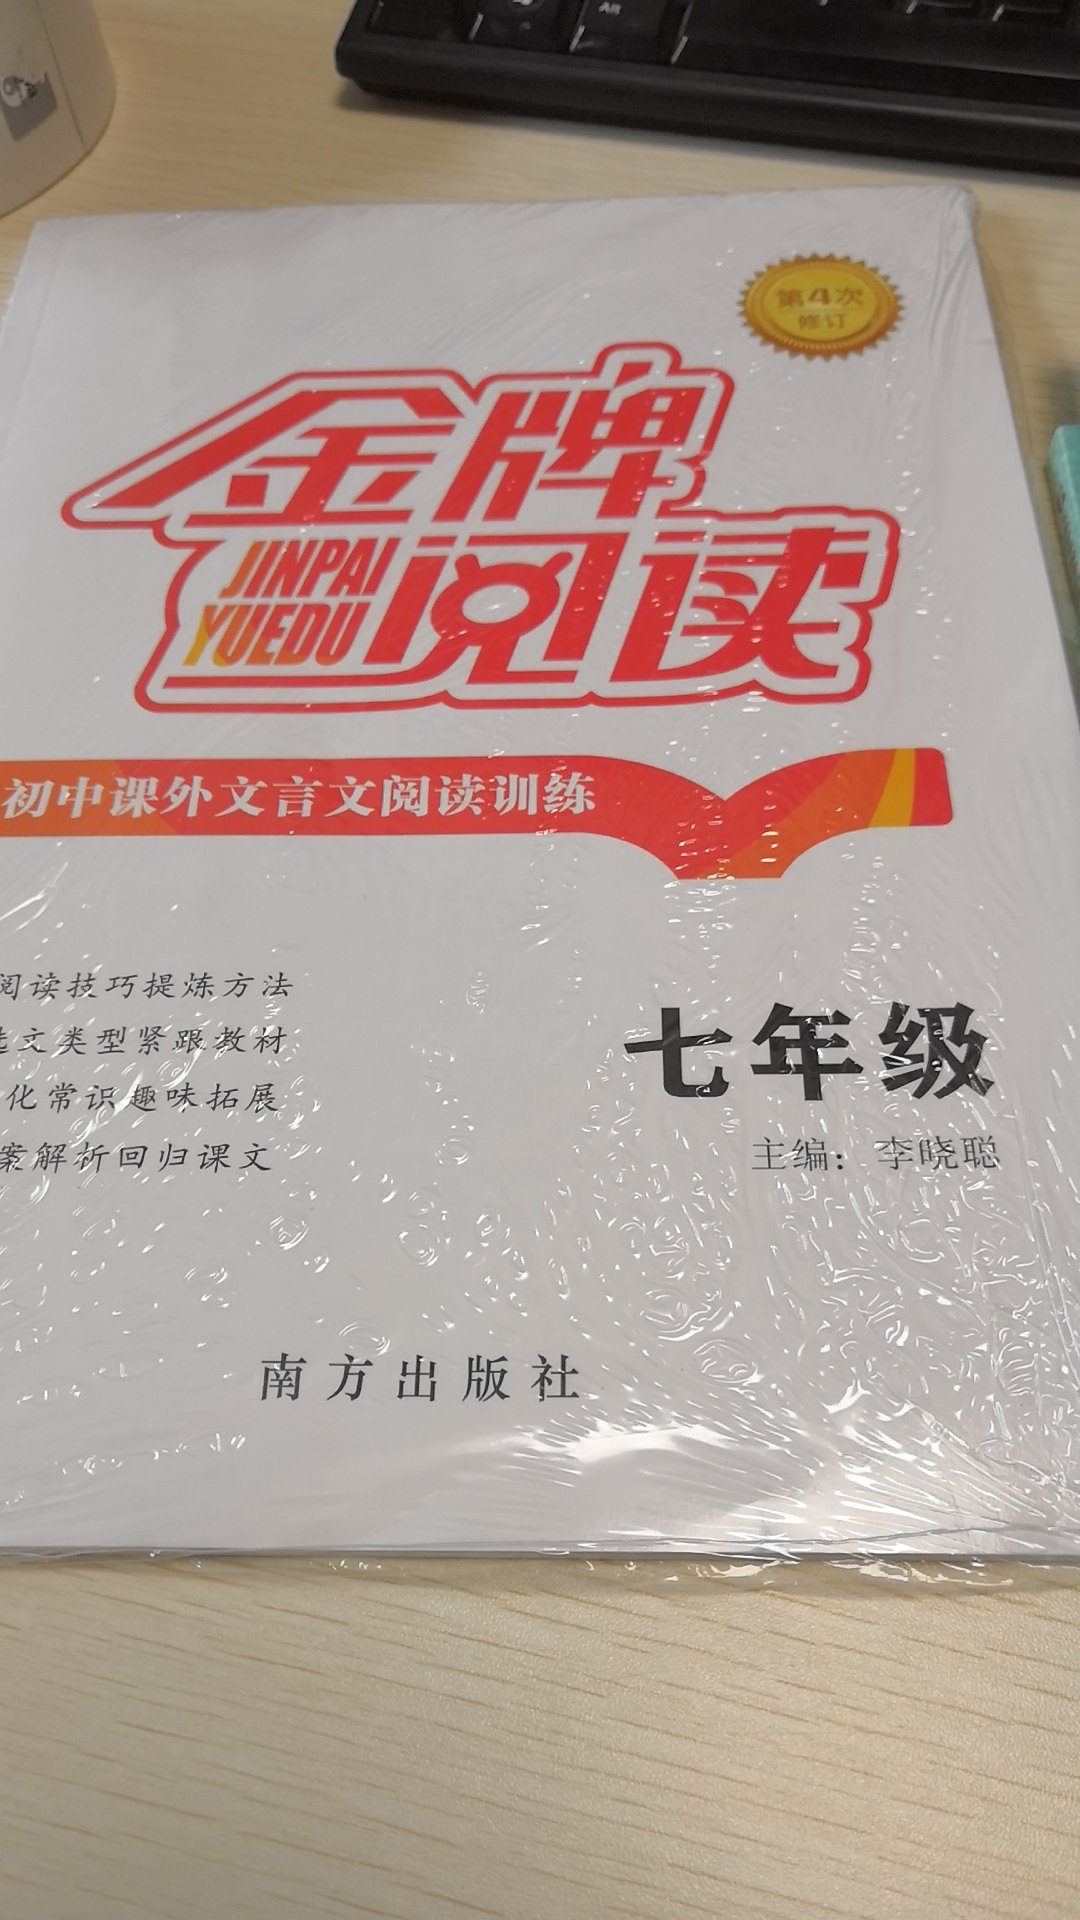 Alt
第4次
修订
金牌
JINPAI
YUEDU
阅读
初中课外文言文阅读训练
阅读技巧提炼方法
选文类型紧跟教材
化常识趣味拓展
案解析回归课文
七年级
主编：李晓聪
南方出版社